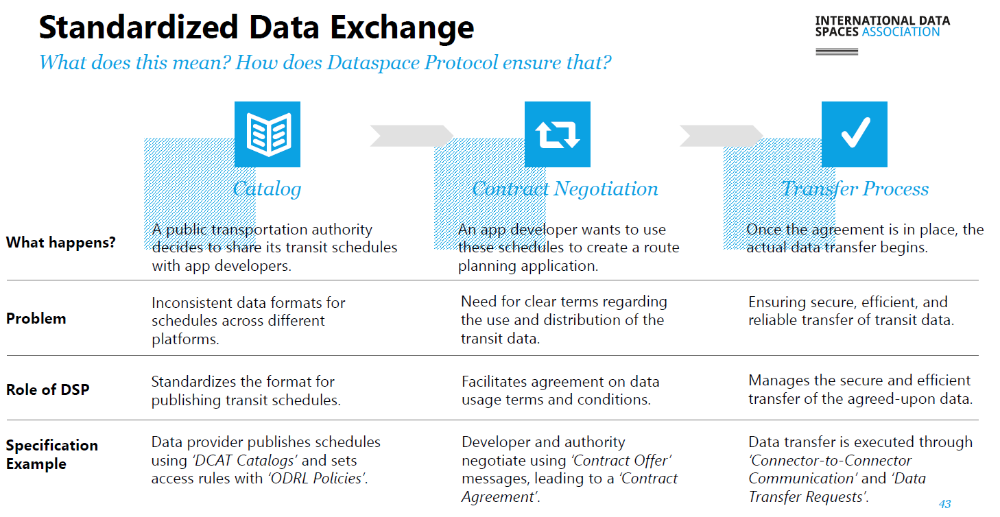 Standardized Data Exchange
INTERNATIONAL DATA
SPACES ASSOCIATION
What does this mean? How does Dataspace Protocol ensure that?
Catalog
Contract Negotiation
Transfer Process
What happens?
A public transportation authority
decides to share its transit schedules
with app developers.
An app developer wants to use
these schedules to create a route
planning application.
Once the agreement is in place, the
actual data transfer begins.
Problem
Inconsistent data formats for
schedules across different
platforms.
Need for clear terms regarding
the use and distribution of the
transit data.
Ensuring secure, efficient, and
reliable transfer of transit data.
Role of DSP
Standardizes the format for
publishing transit schedules.
Facilitates agreement on data
usage terms and conditions.
Manages the secure and efficient
transfer of the agreed-upon data.
Specification
Example
Data provider publishes schedules
using ‘DCAT Catalogs’ and sets
access rules with ‘ODRL Policies’.
Developer and authority
negotiate using ‘Contract Offer’
messages, leading to a ‘Contract
Agreement’.
Data transfer is executed through
‘Connector-to-Connector
Communication’ and ‘Data
Transfer Requests’.
43